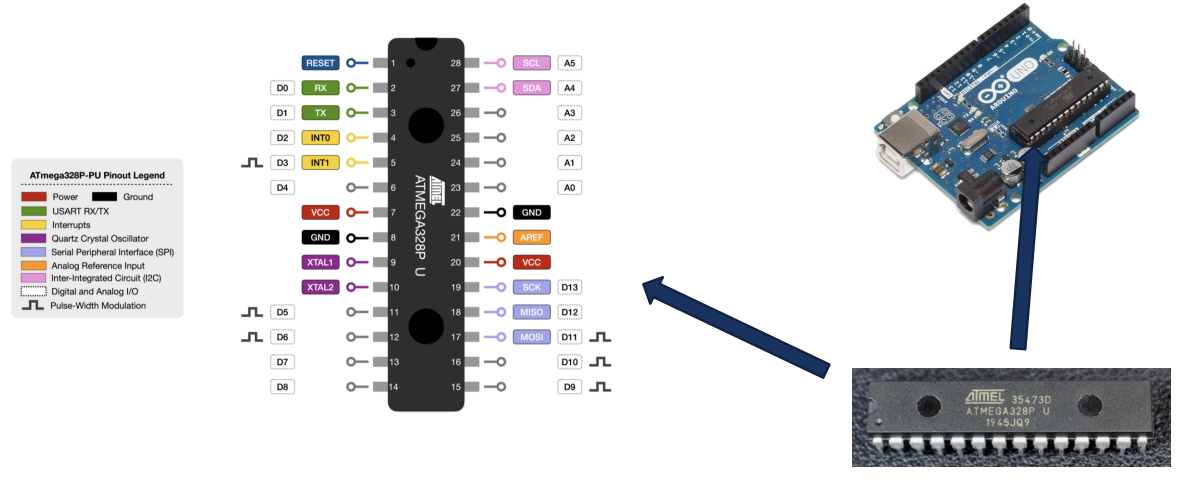 ATmega328P-PU Pinout Legend
Power Ground
USART RX/TX
Interrupts
Quartz Crystal Oscillator
Serial Peripheral Interface (SPI)
Analog Reference Input
Inter-Integrated Circuit (I2C)
Digital and Analog I/O
Pulse-Width Modulation
RESET 1 28 SCL A5
D0 RX 2 27 SDA A4
D1 TX 3 26 A3
D2 INT0 4 25 A2
D3 INT1 5 24 A1
D4 6 23 A0
VCC 7 22 GND
GND 8 21 AREF
XTAL1 9 20 VCC
XTAL2 10 19 SCK D13
D5 11 18 MISO D12
D6 12 17 MOSI D11
D7 13 16 D10
D8 14 15 D9
ATMEL
ATMEGA328P U
UNO
ARDUINO
ATMEL 35473D
ATMEGA328P U
1945JQ9